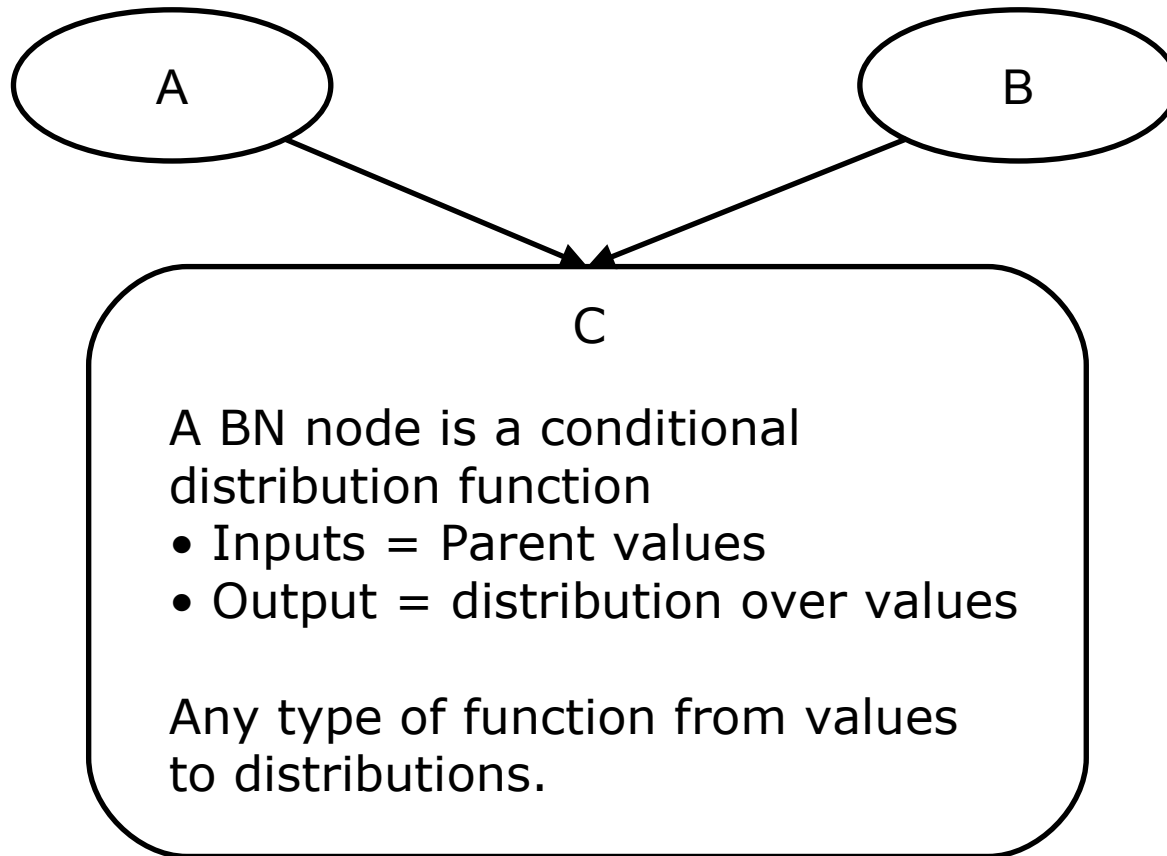 A
B
C
A BN node is a conditional
distribution function
• Inputs = Parent values
• Output = distribution over values
Any type of function from values
to distributions.